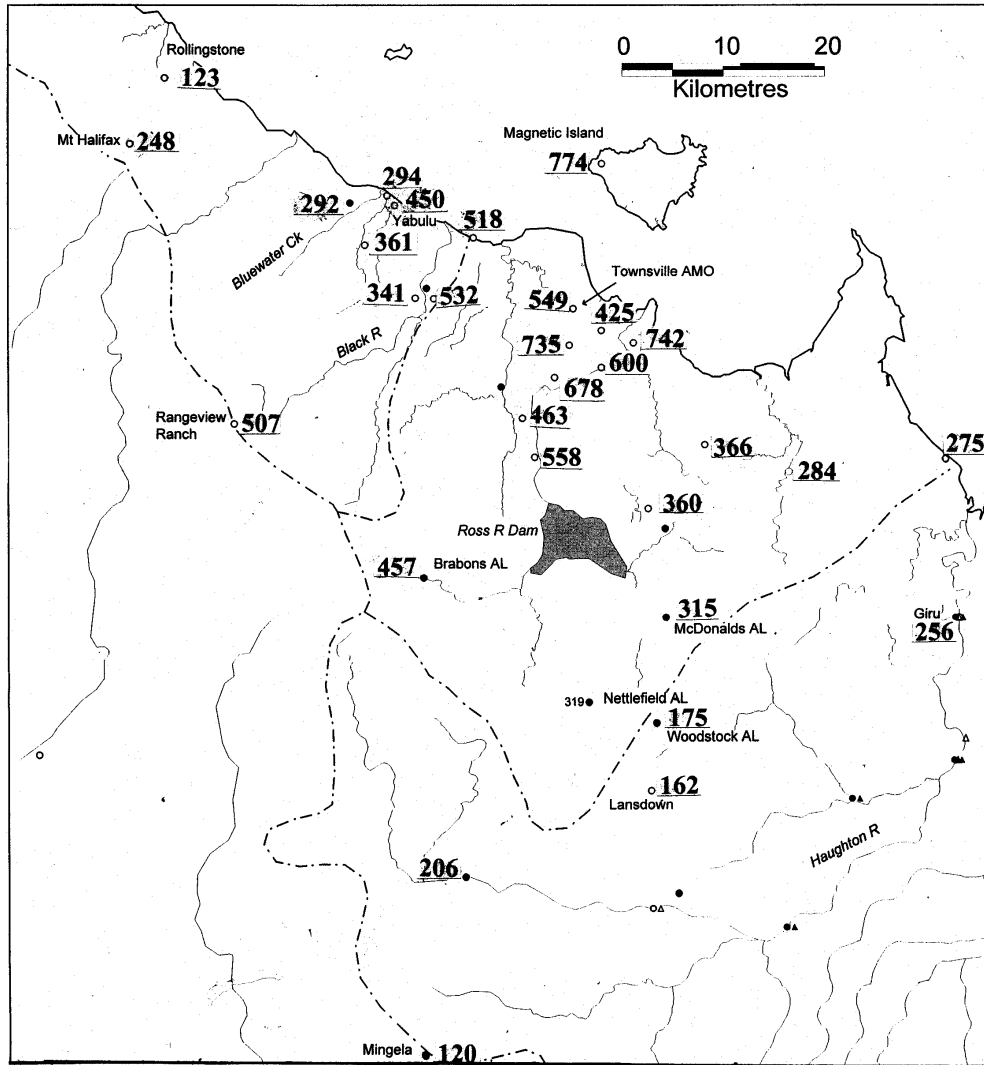 Rollingstone
0 10 20
Kilometres
123
Mt Halifax 248
Magnetic Island
774
294
292
450
Yabulu
518
361
Bluewater Ck
Townsville AMO
341
532
549
425
Black R
735
742
600
678
Rangeview
Ranch
507
463
366
275
558
284
360
Ross R Dam
457
Brabons AL
315
McDonalds AL
Giru
256
319
Nettlefield AL
175
Woodstock AL
162
Lansdown
Haughton R
206
Mingela 120